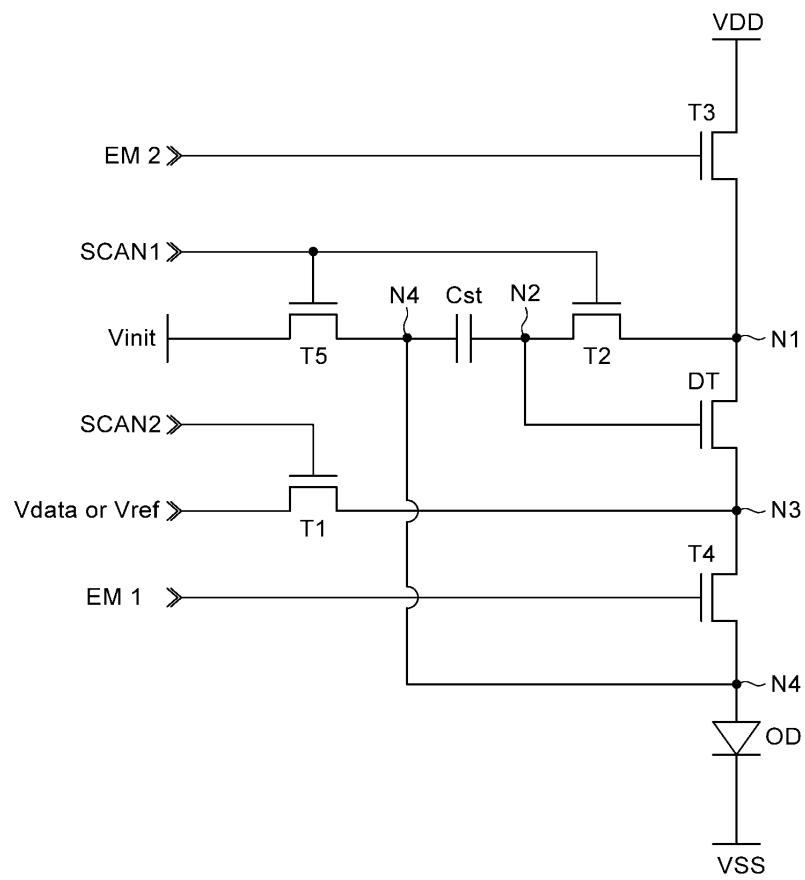 VDD
T3
EM 2
SCAN1
N4
Cst
N2
Vinit
T5
T2
N1
DT
SCAN2
Vdata or Vref
T1
N3
T4
EM 1
N4
OD
VSS